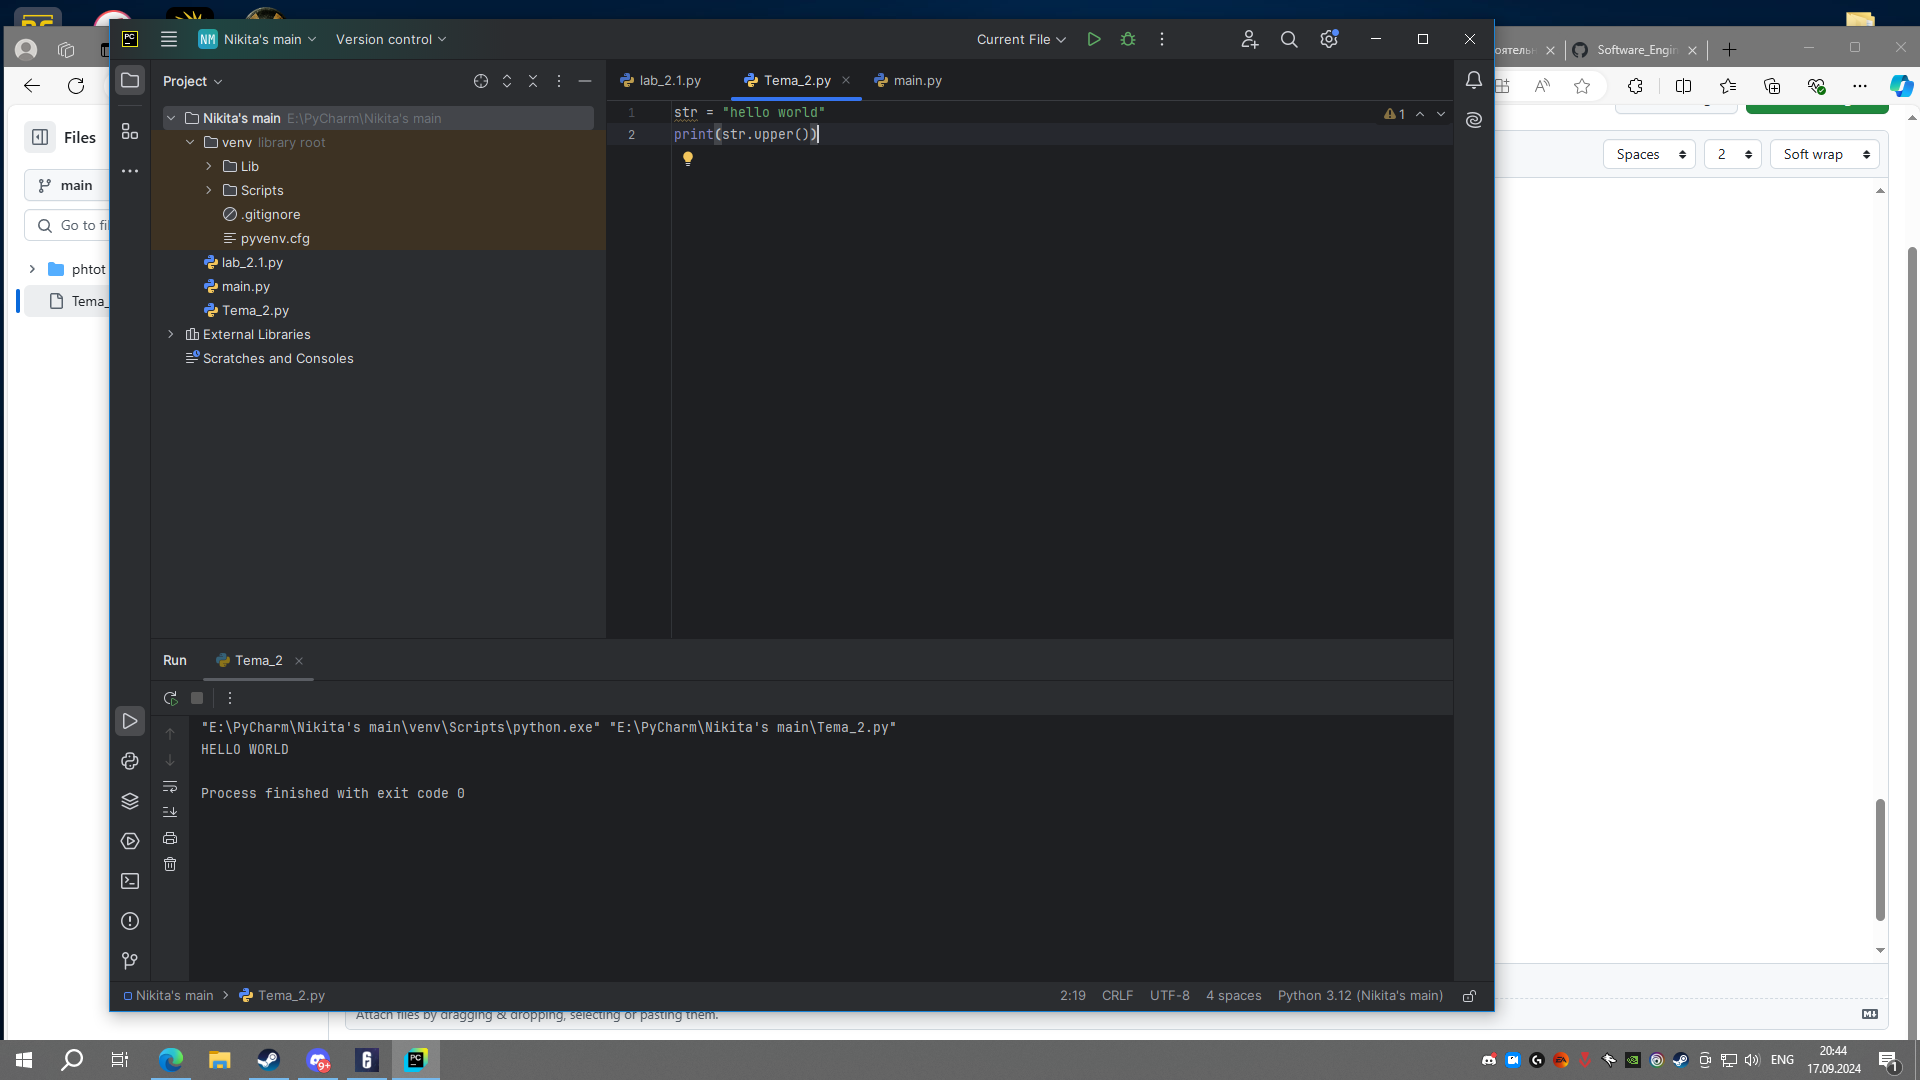 NM Nikita's main
Version control
Current File
Project
Nikita's main E:\PyCharm\Nikita's main
venv library root
Lib
Scripts
.gitignore
pyvenv.cfg
lab_2.1.py
main.py
Tema_2.py
External Libraries
Scratches and Consoles
lab_2.1.py
Tema_2.py
main.py
1 str = "hello world"
2 print(str.upper())
1
Run
Tema_2
"E:\PyCharm\Nikita's main\venv\Scripts\python.exe" "E:\PyCharm\Nikita's main\Tema_2.py"
HELLO WORLD
Process finished with exit code 0
Nikita's main
Tema_2.py
2:19
CRLF
UTF-8
4 spaces
Python 3.12 (Nikita's main)
Files
main
Go to
phtot
Tema_
Software_Engin
Spaces
2
Soft wrap
Attach files by dragging & dropping, selecting or pasting them.
PC
9+
PC
ENG
20:44
17.09.2024
1